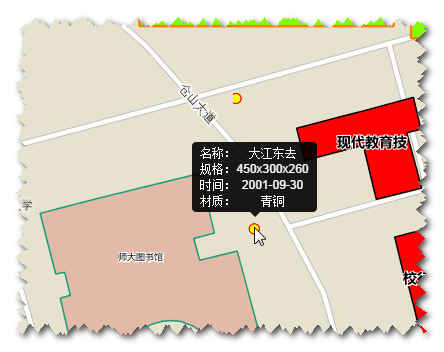 仓山大道
现代教育技
名称： 大江东去
规格：450x300x260
时间： 2001-09-30
材质： 青铜
学
师大图书馆
校